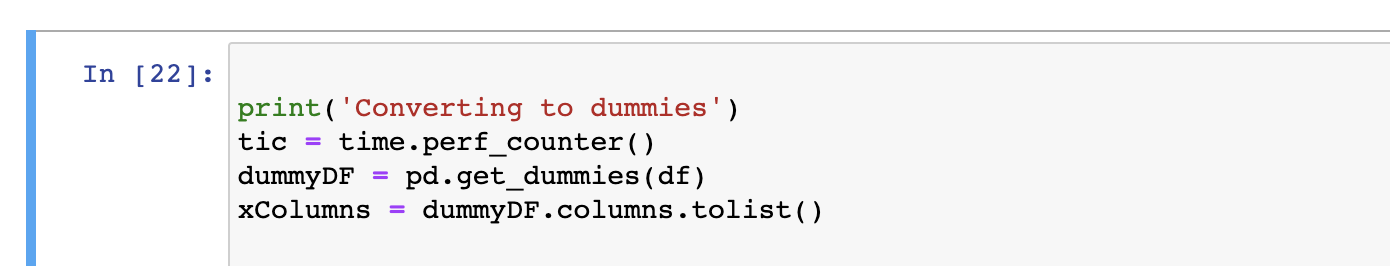 In [22]:
print('Converting to dummies')
tic = time.perf_counter()
dummyDF = pd.get_dummies(df)
xColumns = dummyDF.columns.tolist()